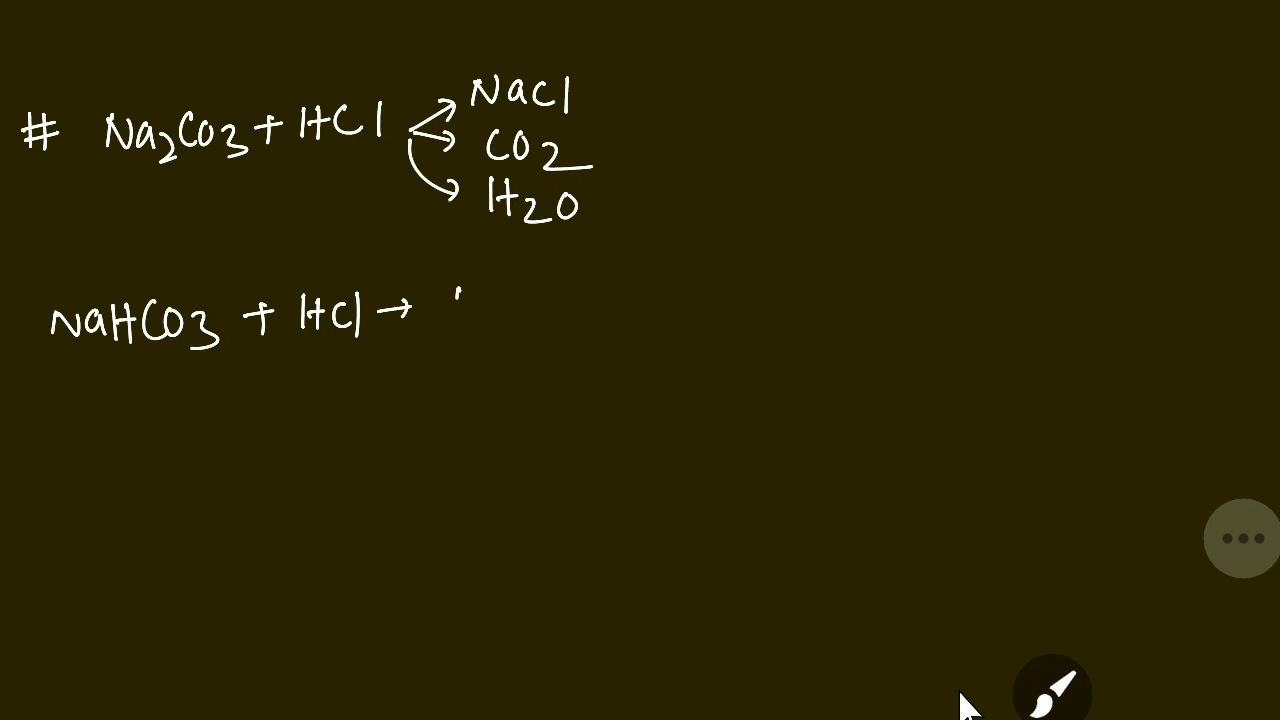 # Na2CO3 + HCl → NaCl
→ CO2
→ H2O
NaHCO3 + HCl →